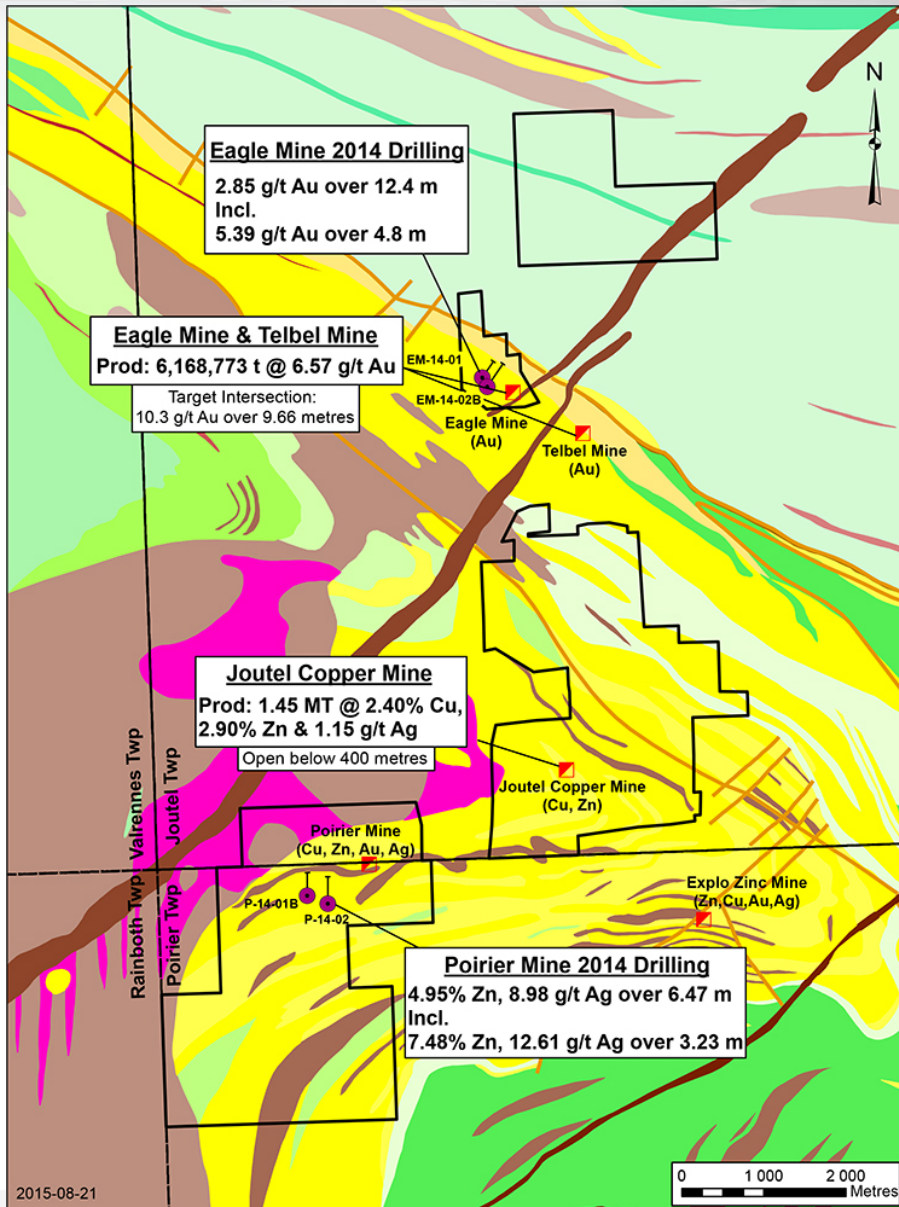 N
Eagle Mine 2014 Drilling
2.85 g/t Au over 12.4 m
Incl.
5.39 g/t Au over 4.8 m
Eagle Mine & Telbel Mine
Prod: 6,168,773 t @ 6.57 g/t Au
Target Intersection:
10.3 g/t Au over 9.66 metres
EM-14-01
EM-14-02B
Eagle Mine
(Au)
Telbel Mine
(Au)
Joutel Copper Mine
Prod: 1.45 MT @ 2.40% Cu,
2.90% Zn & 1.15 g/t Ag
Open below 400 metres
Joutel Copper Mine
(Cu, Zn)
Valrennes Twp
Joutel Twp
Rainboth Twp
Poirier Twp
Poirier Mine
(Cu, Zn, Au, Ag)
P-14-01B
P-14-02
Explo Zinc Mine
(Zn,Cu,Au,Ag)
Poirier Mine 2014 Drilling
4.95% Zn, 8.98 g/t Ag over 6.47 m
Incl.
7.48% Zn, 12.61 g/t Ag over 3.23 m
2015-08-21
0 1 000 2 000
Metres